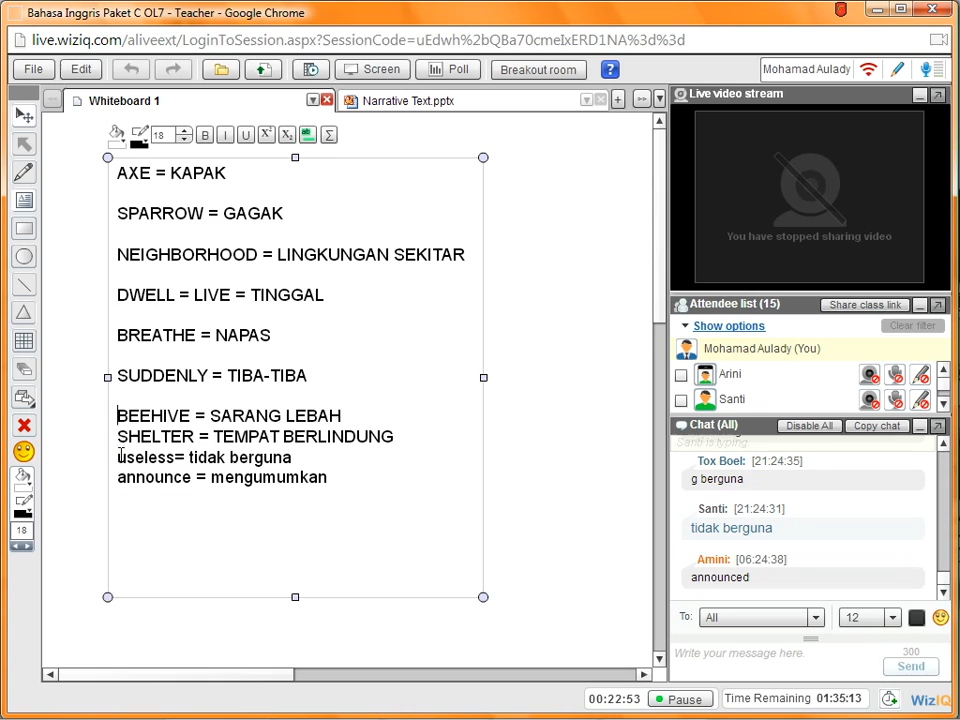 Bahasa Inggris Paket C OL7 - Teacher - Google Chrome
live.wiziq.com/aliveext/LoginToSession.aspx?SessionCode=uEdwh%2bQBa70cmeIxERD1NA%3d%3d
File Edit Screen Poll Breakout room ? Mohamad Aulady
Whiteboard 1 Narrative Text.pptx
18 B I U X² X₂ ab Σ
AXE = KAPAK
SPARROW = GAGAK
NEIGHBORHOOD = LINGKUNGAN SEKITAR
DWELL = LIVE = TINGGAL
BREATHE = NAPAS
SUDDENLY = TIBA-TIBA
BEEHIVE = SARANG LEBAH
SHELTER = TEMPAT BERLINDUNG
useless= tidak berguna
announce = mengumumkan
18
Live video stream
You have stopped sharing video
Attendee list (15) Share class link
Show options Clear filter
Mohamad Aulady (You)
Arini
Santi
Chat (All) Disable All Copy chat
Santi is typing.
Tox Boel: [21:24:35]
g berguna
Santi: [21:24:31]
tidak berguna
Amini: [06:24:38]
announced
To: All 12
Write your message here. 300
Send
00:22:53 Pause Time Remaining 01:35:13 WizIQ